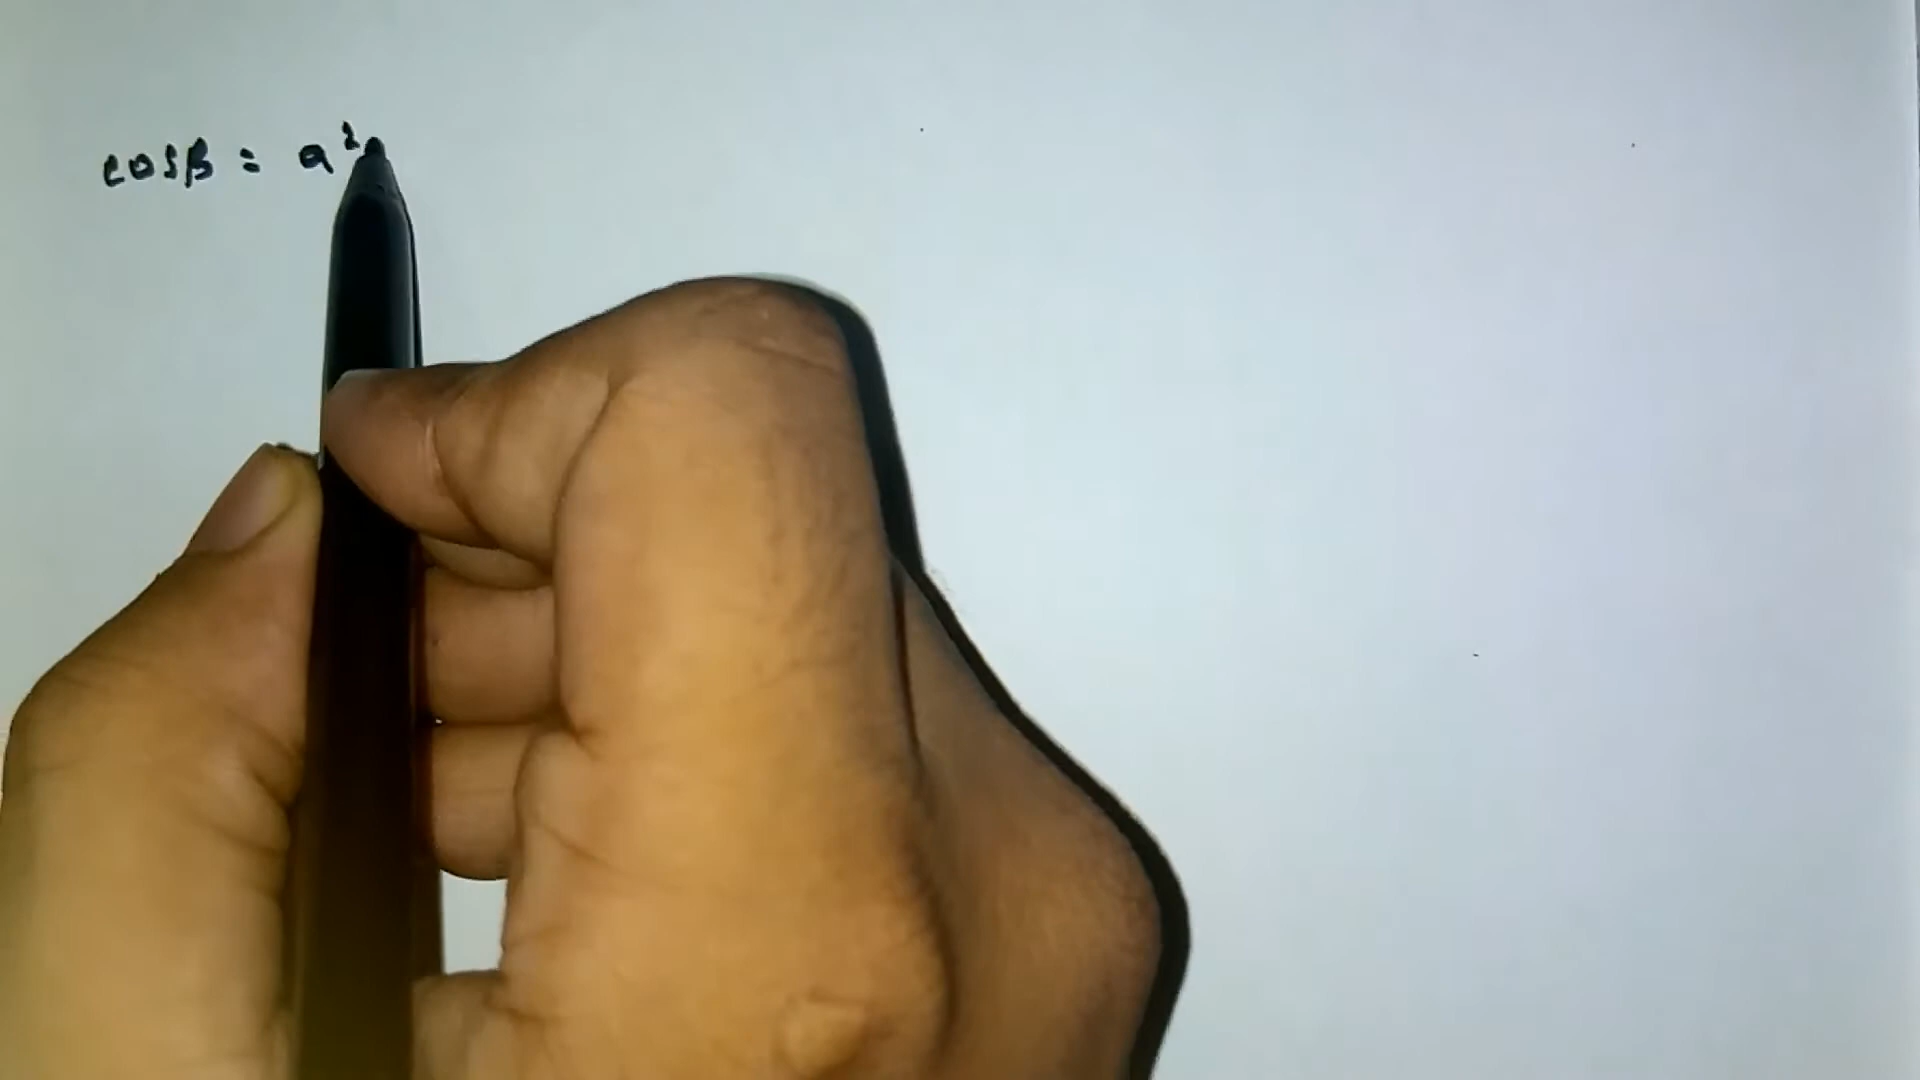 cosβ = a²